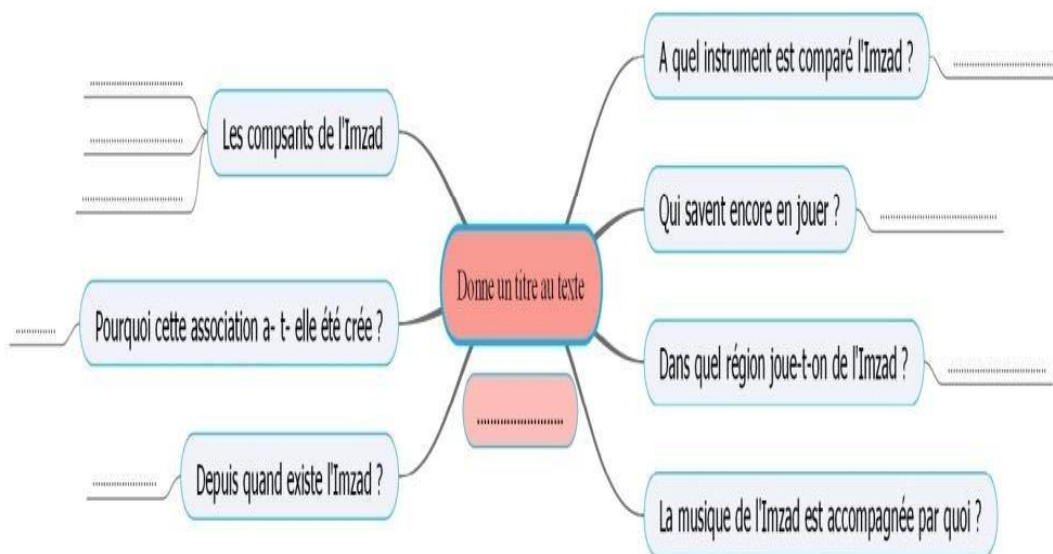 A quel instrument est comparé l'Imzad ?
....................
Les compsants de l'Imzad
....................
....................
....................
Qui savent encore en jouer ?
....................
Donne un titre au texte
....................
Pourquoi cette association a- t- elle été crée ?
....................
Dans quel région joue-t-on de l'Imzad ?
....................
Depuis quand existe l'Imzad ?
....................
La musique de l'Imzad est accompagnée par quoi ?